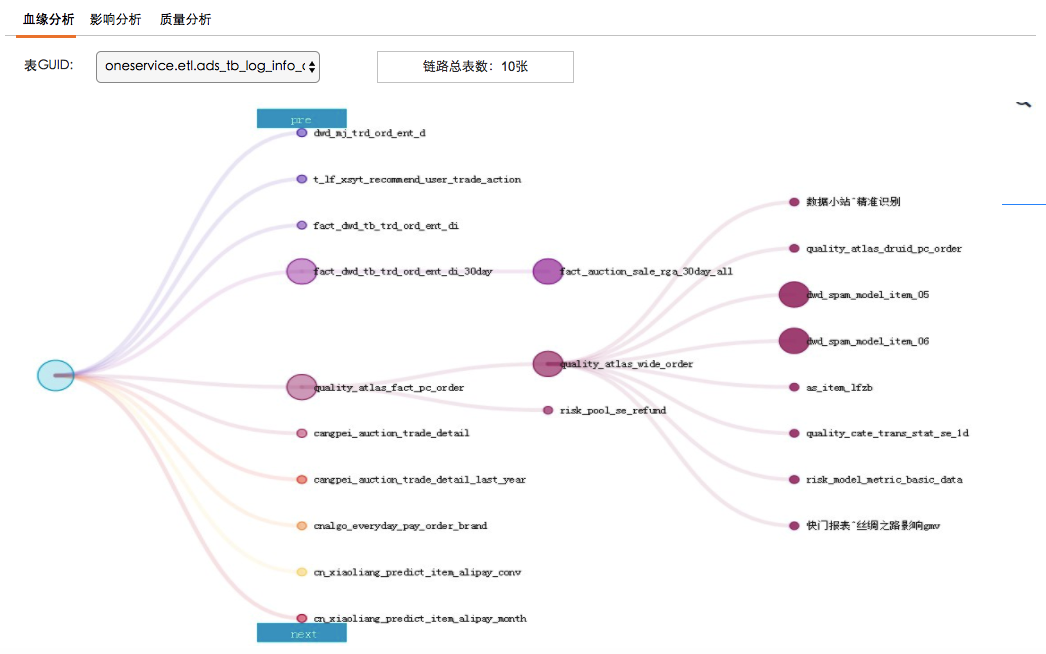 血缘分析 影响分析 质量分析
表GUID: oneservice.etl.ads_tb_log_info_ 链路总表数：10张
pre
dwd_mj_trd_ord_ent_d
t_lf_xsyt_recommend_user_trade_action
fact_dwd_tb_trd_ord_ent_di
fact_dwd_tb_trd_ord_ent_di_30day
quality_atlas_fact_pc_order
cangpei_auction_trade_detail
cangpei_auction_trade_detail_last_year
cnalgo_everyday_pay_order_brand
cn_xiaoliang_predict_item_alipay_conv
cn_xiaoliang_predict_item_alipay_month
next
fact_auction_sale_rga_30day_all
quality_atlas_wide_order
risk_pool_se_refund
数据小站^精准识别
quality_atlas_druid_pc_order
dwd_spam_model_item_05
dwd_spam_model_item_06
as_item_lfzb
quality_cate_trans_stat_se_1d
risk_model_metric_basic_data
快门报表^丝绸之路影响gmv